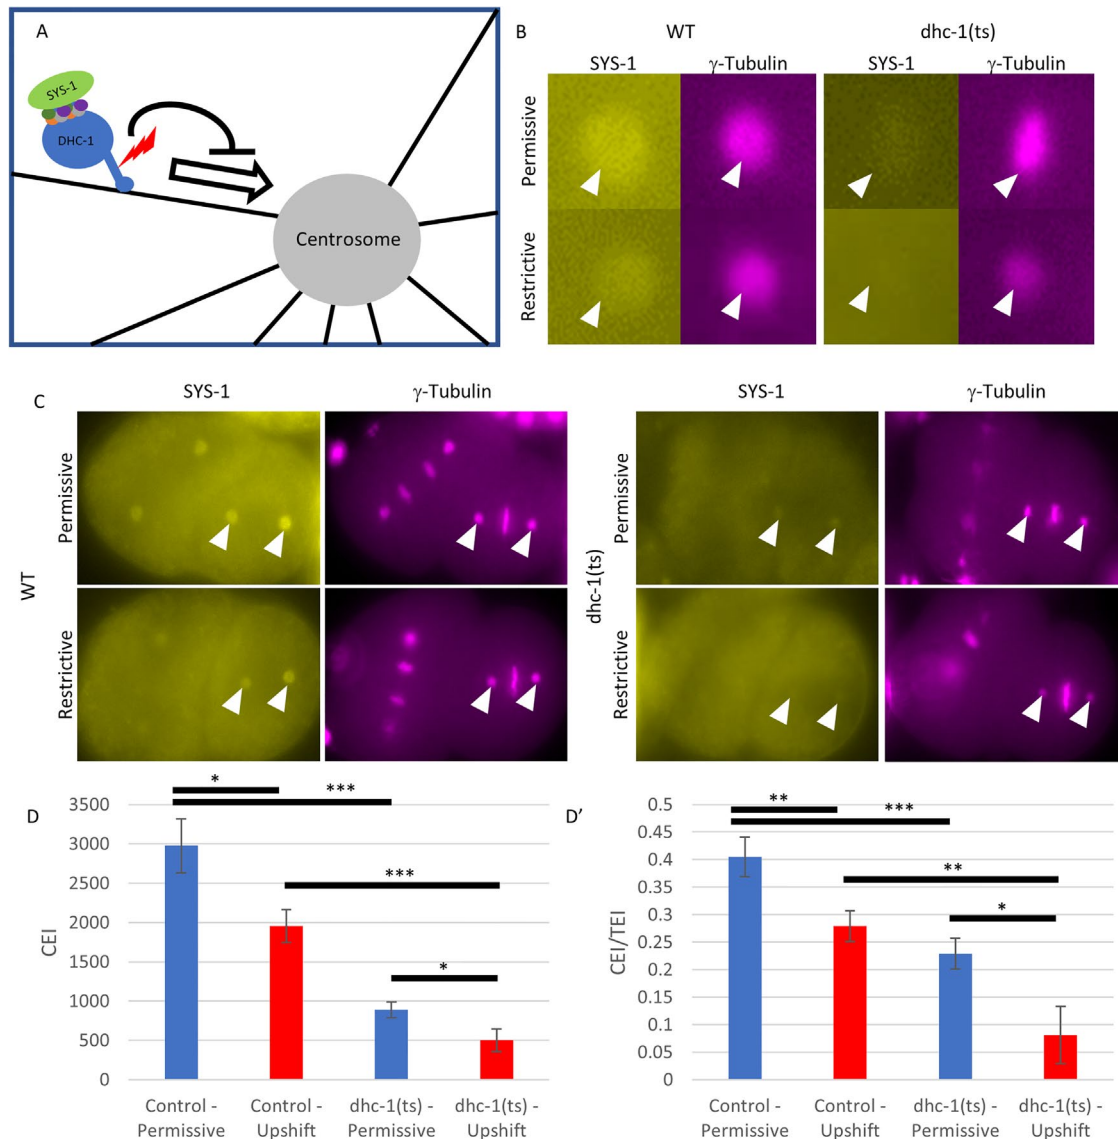 A
SYS-1
DHC-1
Centrosome
B
WT
dhc-1(ts)
SYS-1
γ-Tubulin
SYS-1
γ-Tubulin
Permissive
Restrictive
C
SYS-1
γ-Tubulin
SYS-1
γ-Tubulin
WT
Permissive
Restrictive
dhc-1(ts)
Permissive
Restrictive
D
*
***
***
*
CEI
3500
3000
2500
2000
1500
1000
500
0
Control -
Permissive
Control -
Upshift
dhc-1(ts) -
Permissive
dhc-1(ts) -
Upshift
D’
**
***
**
*
CEI/TEI
0.5
0.45
0.4
0.35
0.3
0.25
0.2
0.15
0.1
0.05
0
Control -
Permissive
Control -
Upshift
dhc-1(ts) -
Permissive
dhc-1(ts) -
Upshift